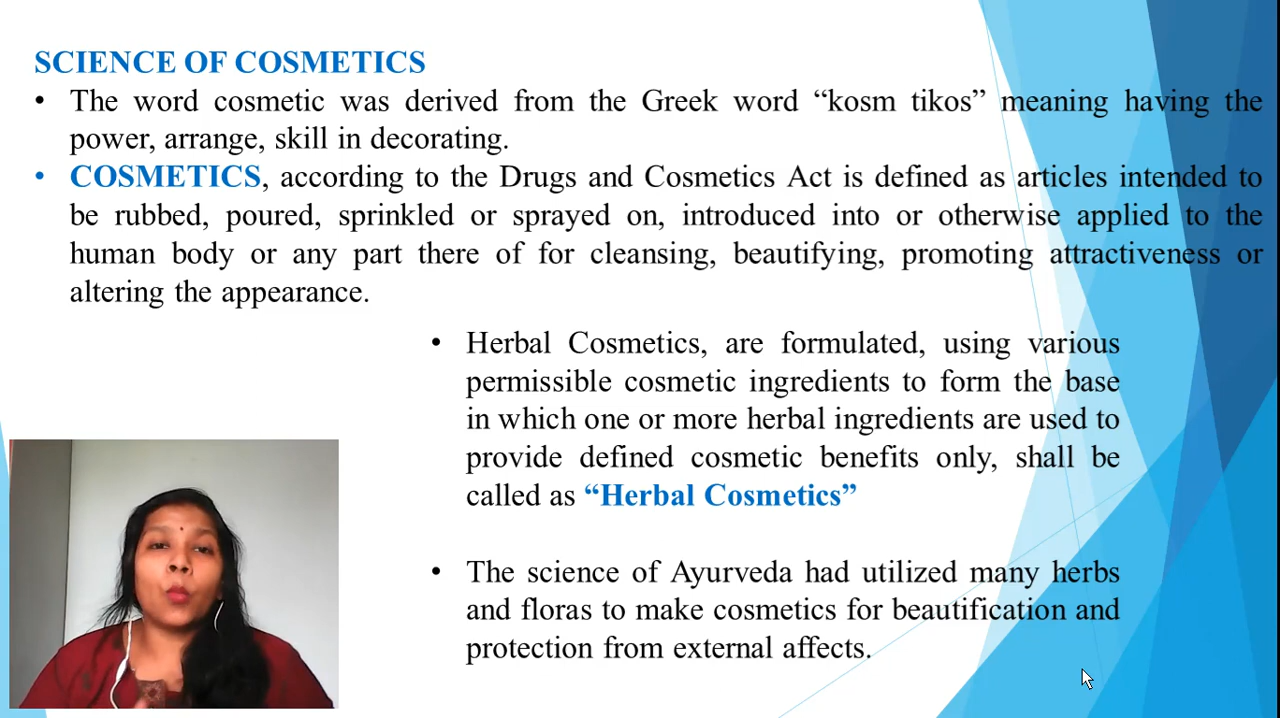 SCIENCE OF COSMETICS
• The word cosmetic was derived from the Greek word “kosm tikos” meaning having the
power, arrange, skill in decorating.
• COSMETICS, according to the Drugs and Cosmetics Act is defined as articles intended to
be rubbed, poured, sprinkled or sprayed on, introduced into or otherwise applied to the
human body or any part there of for cleansing, beautifying, promoting attractiveness or
altering the appearance.
• Herbal Cosmetics, are formulated, using various
permissible cosmetic ingredients to form the base
in which one or more herbal ingredients are used to
provide defined cosmetic benefits only, shall be
called as “Herbal Cosmetics”
• The science of Ayurveda had utilized many herbs
and floras to make cosmetics for beautification and
protection from external affects.